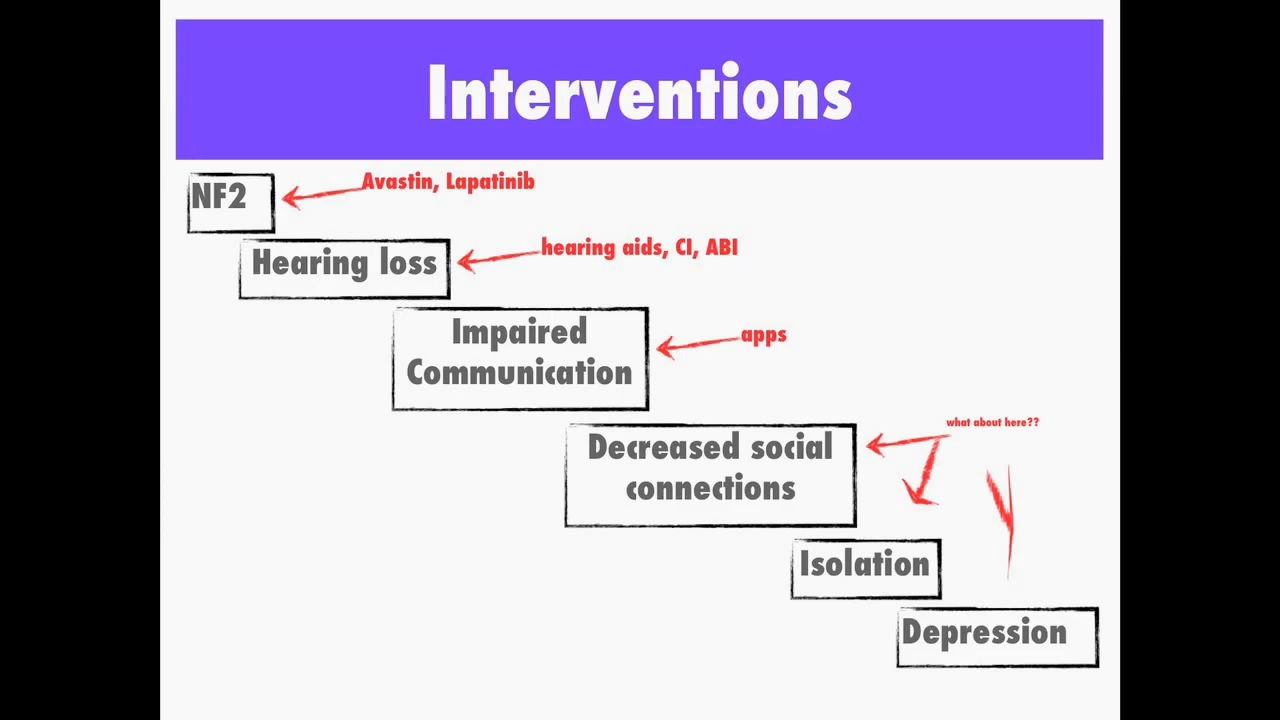 Interventions
NF2
Avastin, Lapatinib
Hearing loss
hearing aids, CI, ABI
Impaired
Communication
apps
Decreased social
connections
what about here??
Isolation
Depression